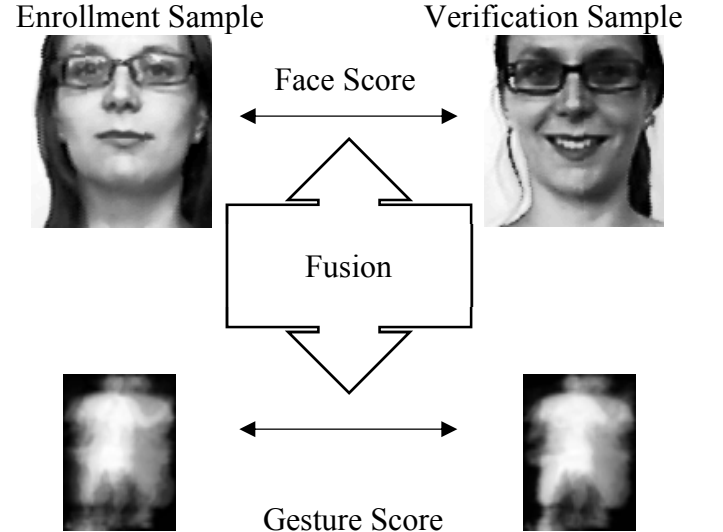 Enrollment Sample
Verification Sample
Face Score
Fusion
Gesture Score